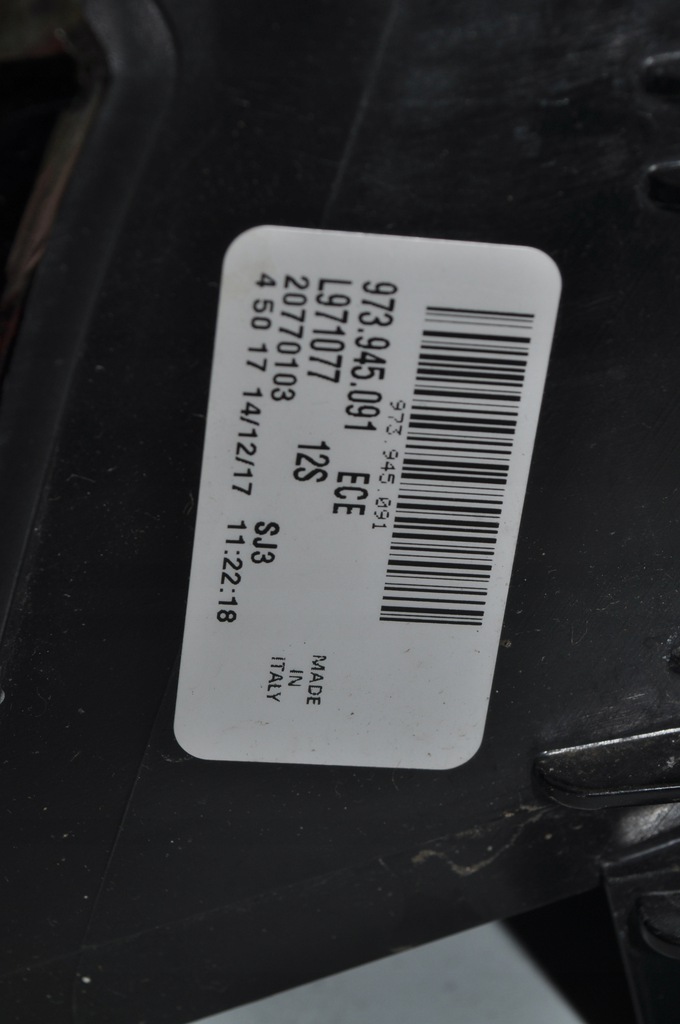 973.945.091
973.945.091 ECE
L971077 12S
20770103 SJ3
4 50 17 14/12/17 11:22:18
MADE
IN
ITALY